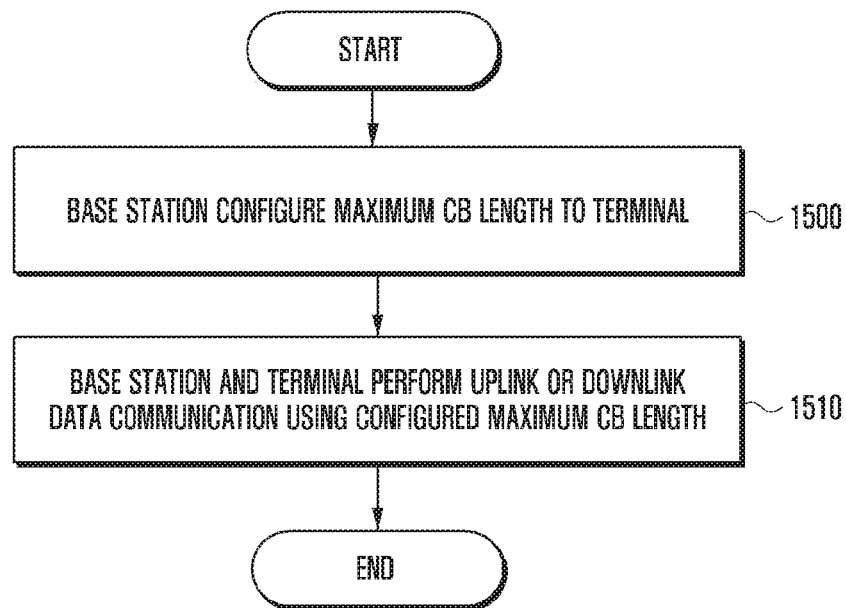 START
BASE STATION CONFIGURE MAXIMUM CB LENGTH TO TERMINAL
1500
BASE STATION AND TERMINAL PERFORM UPLINK OR DOWNLINK
DATA COMMUNICATION USING CONFIGURED MAXIMUM CB LENGTH
1510
END